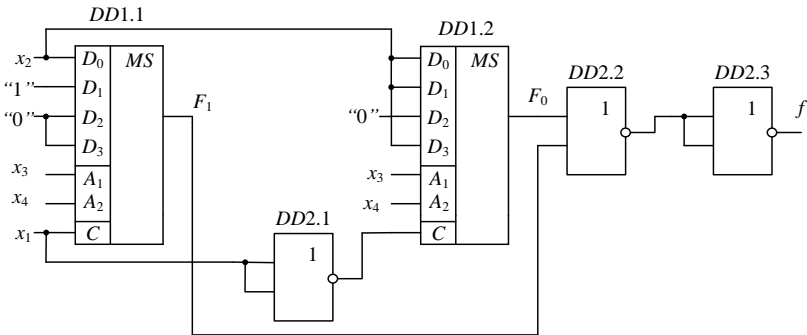 DD1.1
x₂
D₀
MS
"1"
D₁
"0"
D₂
D₃
x₃
A₁
x₄
A₂
x₁
C
F₁
DD2.1
1
DD1.2
D₀
MS
D₁
"0"
D₂
D₃
x₃
A₁
x₄
A₂
C
F₀
DD2.2
1
DD2.3
1
f